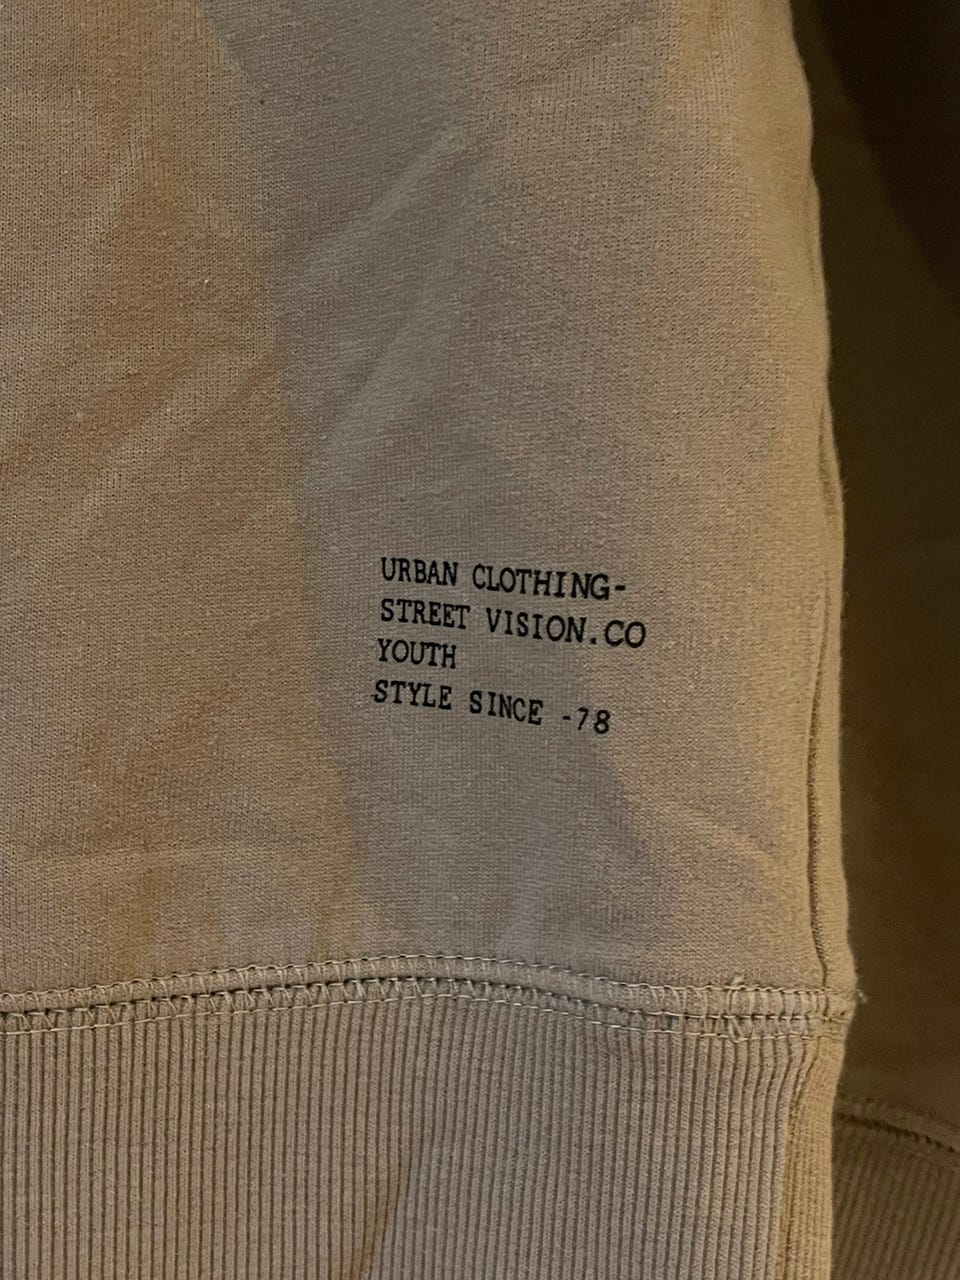 URBAN CLOTHING-
STREET VISION.CO
YOUTH
STYLE SINCE -78